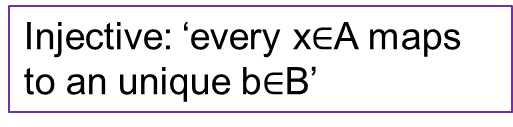 Injective: ‘every x∈A maps
to an unique b∈B’